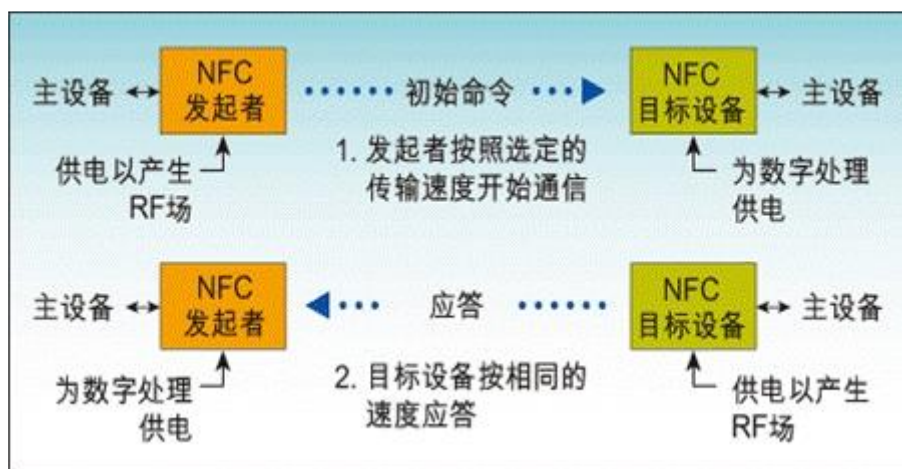 主设备
NFC
发起者
初始命令
NFC
目标设备
主设备
供电以产生
RF场
1. 发起者按照选定的
传输速度开始通信
为数字处理
供电
主设备
NFC
发起者
应答
NFC
目标设备
主设备
为数字处理
供电
2. 目标设备按相同的
速度应答
供电以产生
RF场